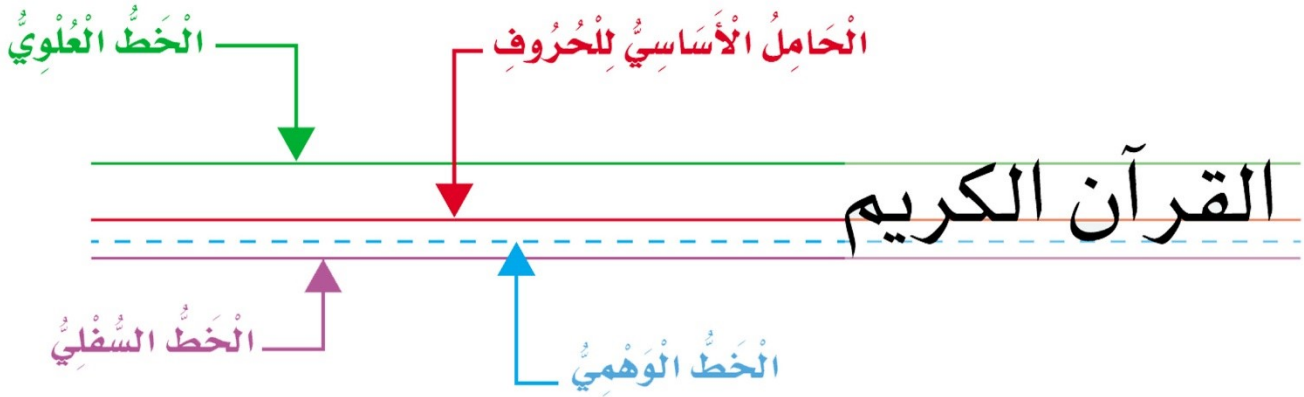 الْحَامِلُ الْأَسَاسِيُّ لِلْحُرُوفِ
الْخَطُّ الْعُلْوِيُّ
القرآن الكريم
الْخَطُّ السُّفْلِيُّ
الْخَطُّ الْوَهْمِيُّ